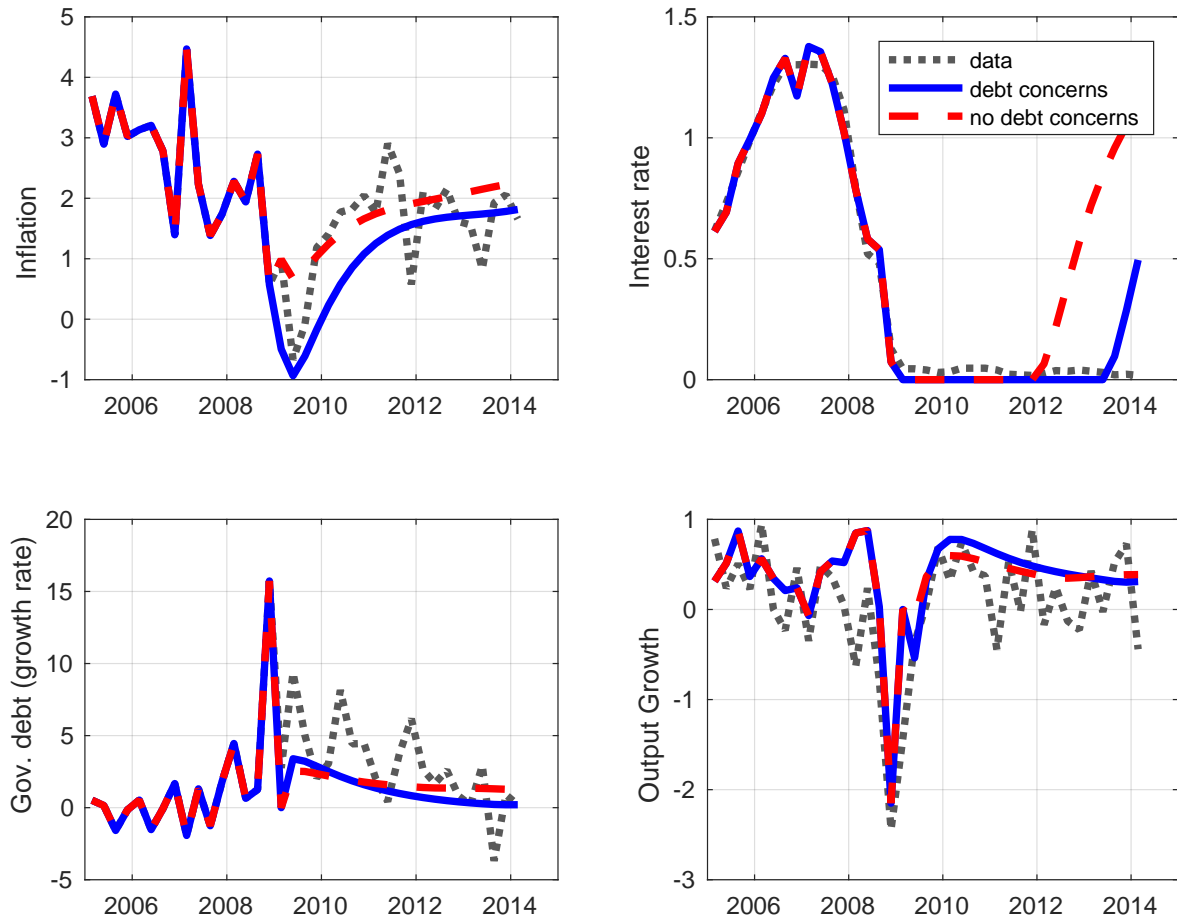 Inflation
5
4
3
2
1
0
-1
2006 2008 2010 2012 2014
Interest rate
1.5
1
0.5
0
2006 2008 2010 2012 2014
data
debt concerns
no debt concerns
Gov. debt (growth rate)
20
15
10
5
0
-5
2006 2008 2010 2012 2014
Output Growth
1
0
-1
-2
-3
2006 2008 2010 2012 2014